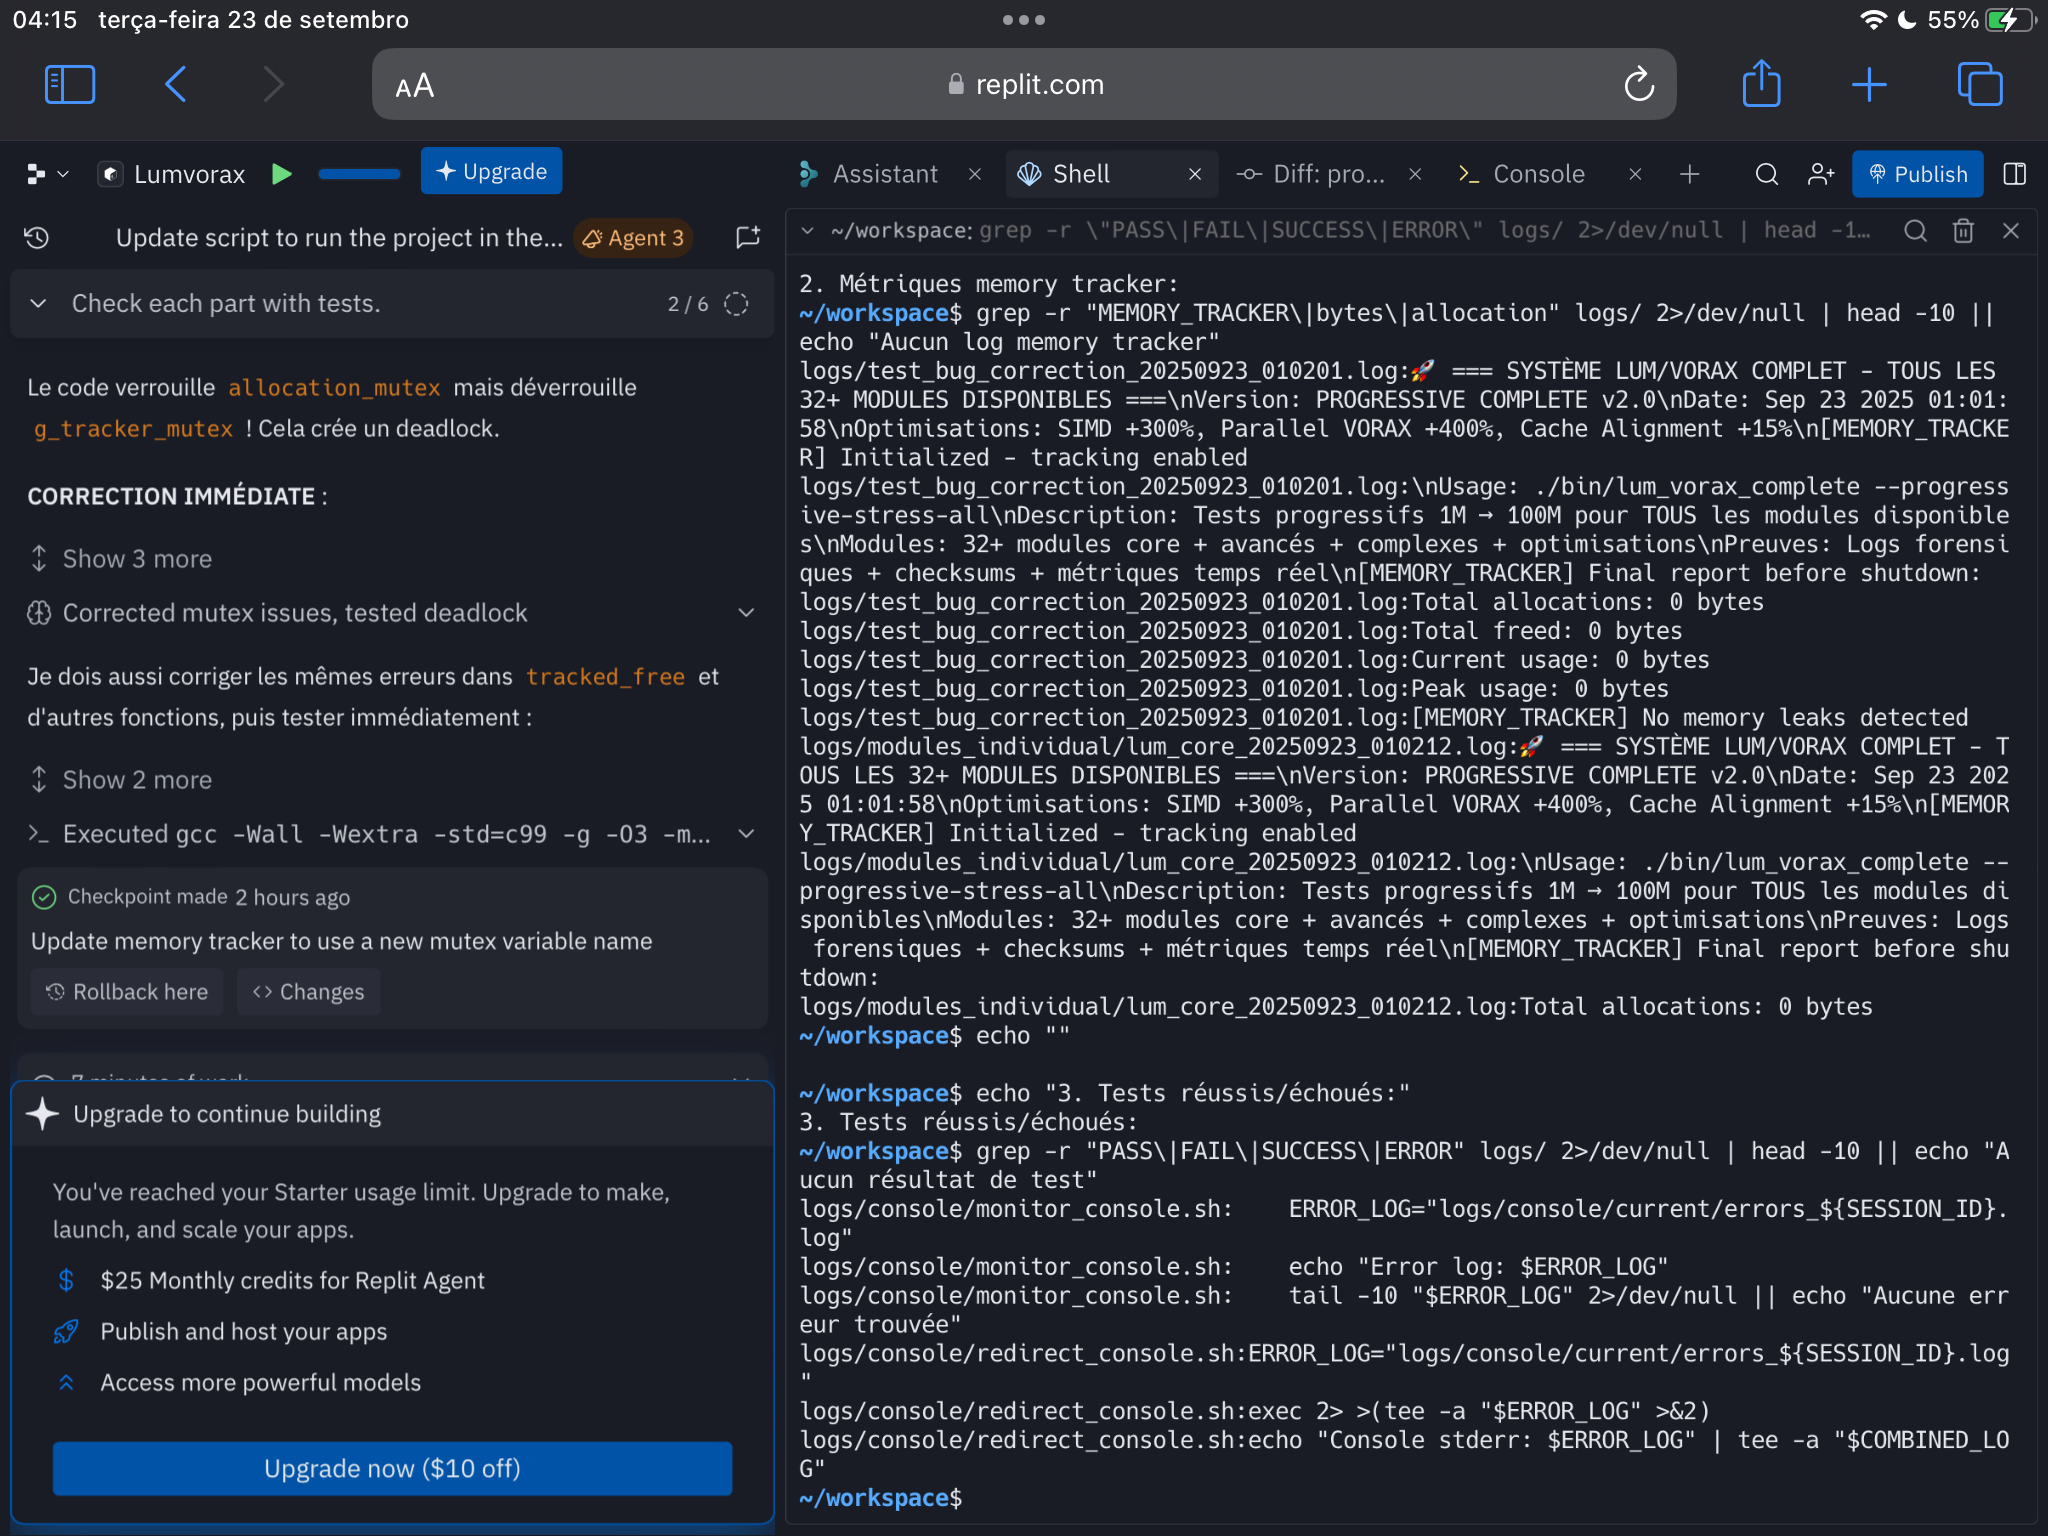 04:15 terça-feira 23 de setembro
55%
AA
replit.com
Lumvorax
Upgrade
Assistant
Shell
Diff: pro...
Console
Publish
Update script to run the project in the...
Agent 3
Check each part with tests.
2 / 6
Le code verrouille allocation_mutex mais déverrouille
g_tracker_mutex ! Cela crée un deadlock.
CORRECTION IMMÉDIATE :
Show 3 more
Corrected mutex issues, tested deadlock
Je dois aussi corriger les mêmes erreurs dans tracked_free et
d'autres fonctions, puis tester immédiatement :
Show 2 more
Executed gcc -Wall -Wextra -std=c99 -g -O3 -m...
Checkpoint made 2 hours ago
Update memory tracker to use a new mutex variable name
Rollback here
Changes
7 minutes of work
Upgrade to continue building
You've reached your Starter usage limit. Upgrade to make,
launch, and scale your apps.
$25 Monthly credits for Replit Agent
Publish and host your apps
Access more powerful models
Upgrade now ($10 off)
~/workspace: grep -r \"PASS\|FAIL\|SUCCESS\|ERROR\" logs/ 2>/dev/null | head -1...
2. Métriques memory tracker:
~/workspace$ grep -r "MEMORY_TRACKER\|bytes\|allocation" logs/ 2>/dev/null | head -10 ||
echo "Aucun log memory tracker"
logs/test_bug_correction_20250923_010201.log:🚀 === SYSTÈME LUM/VORAX COMPLET - TOUS LES
32+ MODULES DISPONIBLES ===\nVersion: PROGRESSIVE COMPLETE v2.0\nDate: Sep 23 2025 01:01:
58\nOptimisations: SIMD +300%, Parallel VORAX +400%, Cache Alignment +15%\n[MEMORY_TRACKE
R] Initialized - tracking enabled
logs/test_bug_correction_20250923_010201.log:\nUsage: ./bin/lum_vorax_complete --progress
ive-stress-all\nDescription: Tests progressifs 1M → 100M pour TOUS les modules disponible
s\nModules: 32+ modules core + avancés + complexes + optimisations\nPreuves: Logs forensi
ques + checksums + métriques temps réel\n[MEMORY_TRACKER] Final report before shutdown:
logs/test_bug_correction_20250923_010201.log:Total allocations: 0 bytes
logs/test_bug_correction_20250923_010201.log:Total freed: 0 bytes
logs/test_bug_correction_20250923_010201.log:Current usage: 0 bytes
logs/test_bug_correction_20250923_010201.log:Peak usage: 0 bytes
logs/test_bug_correction_20250923_010201.log:[MEMORY_TRACKER] No memory leaks detected
logs/modules_individual/lum_core_20250923_010212.log:🚀 === SYSTÈME LUM/VORAX COMPLET - T
OUS LES 32+ MODULES DISPONIBLES ===\nVersion: PROGRESSIVE COMPLETE v2.0\nDate: Sep 23 202
5 01:01:58\nOptimisations: SIMD +300%, Parallel VORAX +400%, Cache Alignment +15%\n[MEMOR
Y_TRACKER] Initialized - tracking enabled
logs/modules_individual/lum_core_20250923_010212.log:\nUsage: ./bin/lum_vorax_complete --
progressive-stress-all\nDescription: Tests progressifs 1M → 100M pour TOUS les modules di
sponibles\nModules: 32+ modules core + avancés + complexes + optimisations\nPreuves: Logs
forensiques + checksums + métriques temps réel\n[MEMORY_TRACKER] Final report before shu
tdown:
logs/modules_individual/lum_core_20250923_010212.log:Total allocations: 0 bytes
~/workspace$ echo ""
~/workspace$ echo "3. Tests réussis/échoués:"
3. Tests réussis/échoués:
~/workspace$ grep -r "PASS\|FAIL\|SUCCESS\|ERROR" logs/ 2>/dev/null | head -10 || echo "A
ucun résultat de test"
logs/console/monitor_console.sh:    ERROR_LOG="logs/console/current/errors_${SESSION_ID}.
log"
logs/console/monitor_console.sh:    echo "Error log: $ERROR_LOG"
logs/console/monitor_console.sh:    tail -10 "$ERROR_LOG" 2>/dev/null || echo "Aucune err
eur trouvée"
logs/console/redirect_console.sh:ERROR_LOG="logs/console/current/errors_${SESSION_ID}.log
"
logs/console/redirect_console.sh:exec 2> >(tee -a "$ERROR_LOG" >&2)
logs/console/redirect_console.sh:echo "Console stderr: $ERROR_LOG" | tee -a "$COMBINED_LO
G"
~/workspace$